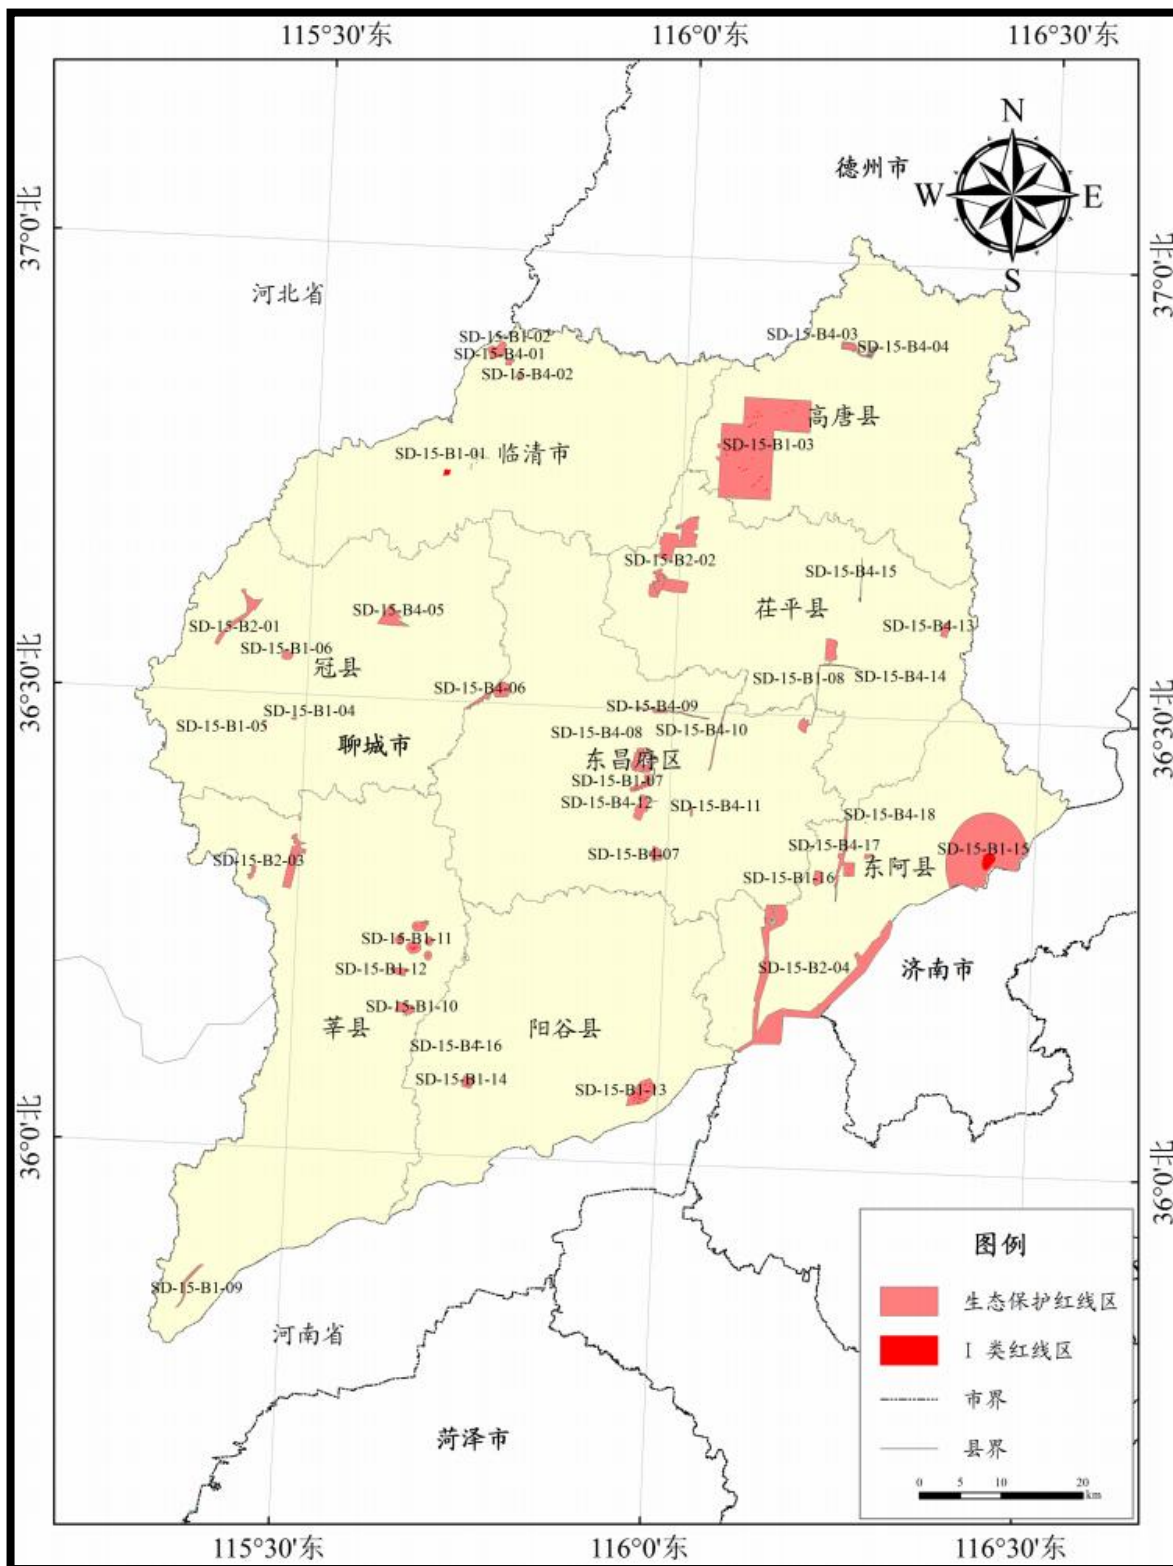 115°30'东
116°0'东
116°30'东
N
W
E
S
德州市
37°0'北
37°0'北
河北省
SD-15-B1-02
SD-15-B4-01
SD-15-B4-02
SD-15-B4-03
SD-15-B4-04
高唐县
SD-15-B1-03
SD-15-B1-01
临清市
SD-15-B2-02
SD-15-B4-15
茌平县
SD-15-B4-05
SD-15-B2-01
SD-15-B4-13
SD-15-B1-06
冠县
36°30'北
SD-15-B4-06
SD-15-B1-08
SD-15-B4-14
SD-15-B1-04
SD-15-B1-05
SD-15-B4-09
SD-15-B4-08
SD-15-B4-10
36°30'北
聊城市
东昌府区
SD-15-B1-07
SD-15-B4-12
SD-15-B4-11
SD-15-B4-18
SD-15-B4-17
SD-15-B1-15
SD-15-B4-07
SD-15-B2-03
东阿县
SD-15-B1-16
SD-15-B1-11
SD-15-B1-12
SD-15-B2-04
济南市
SD-15-B1-10
莘县
阳谷县
SD-15-B4-16
SD-15-B1-14
SD-15-B1-13
36°0'北
36°0'北
SD-15-B1-09
河南省
菏泽市
图例
生态保护红线区
I 类红线区
市界
县界
0 5 10 20
km
115°30'东
116°0'东
116°30'东